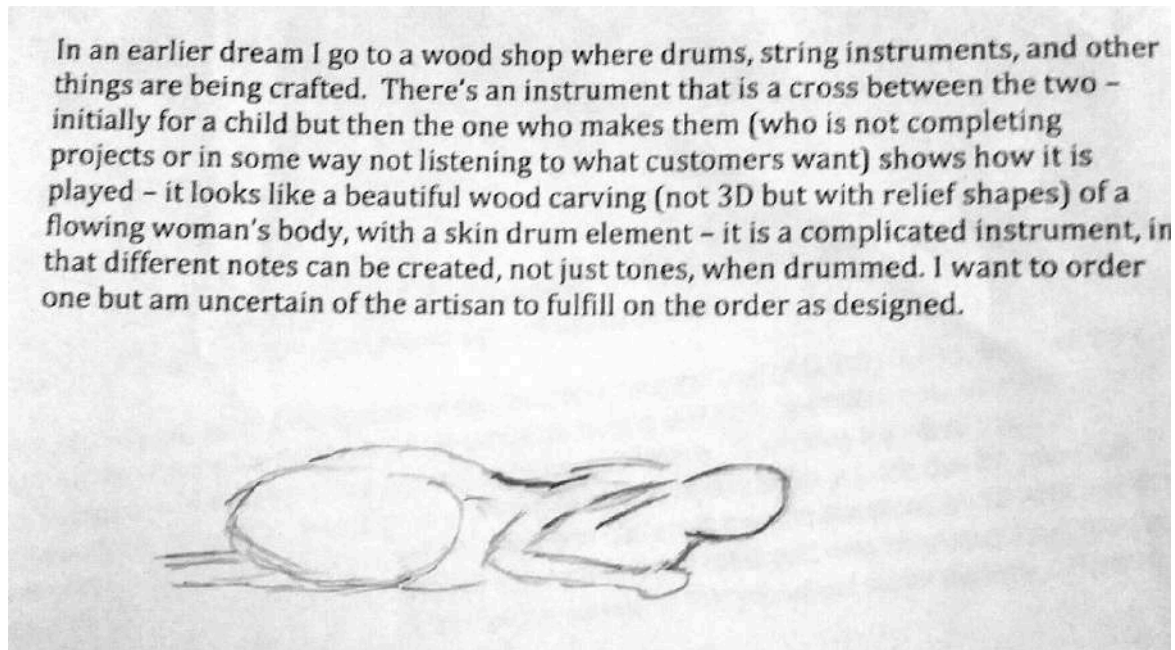 In an earlier dream I go to a wood shop where drums, string instruments, and other
things are being crafted.  There's an instrument that is a cross between the two –
initially for a child but then the one who makes them (who is not completing
projects or in some way not listening to what customers want) shows how it is
played – it looks like a beautiful wood carving (not 3D but with relief shapes) of a
flowing woman's body, with a skin drum element – it is a complicated instrument, in
that different notes can be created, not just tones, when drummed. I want to order
one but am uncertain of the artisan to fulfill on the order as designed.